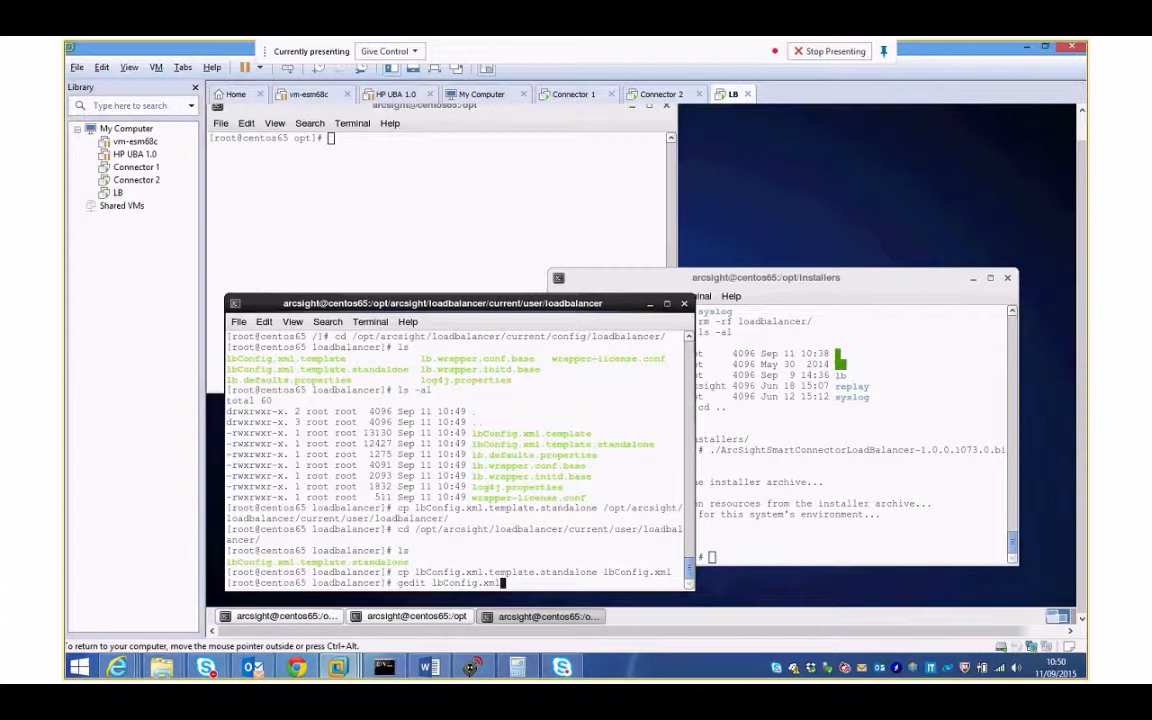 Currently presenting Give Control Stop Presenting
File Edit View VM Tabs Help
Library
Type here to search
Home vm-esm68c HP UBA 1.0 My Computer Connector 1 Connector 2 LB
My Computer
vm-esm68c
HP UBA 1.0
Connector 1
Connector 2
LB
Shared VMs
File Edit View Search Terminal Help
[root@centos65 opt]#
arcsight@centos65:/opt/installers
Help
syslog
rm -rf loadbalancer/
ls -al
4096 Sep 11 10:38 .
4096 May 30 2014 ..
4096 Sep 9 14:36 lb
4096 Jun 18 15:07 replay
4096 Jun 12 15:12 syslog
cd ..
stallers/
# ./ArcSightSmartConnectorLoadBalancer-1.0.0.1073.0.bi
he installer archive...
on resources from the installer archive...
for this system's environment...
#
arcsight@centos65:/opt/arcsight/loadbalancer/current/user/loadbalancer
File Edit View Search Terminal Help
[root@centos65 /]# cd /opt/arcsight/loadbalancer/current/config/loadbalancer/
[root@centos65 loadbalancer]# ls
lbConfig.xml.template lb.wrapper.conf.base wrapper-license.conf
lbConfig.xml.template.standalone lb.wrapper.initd.base
lb.defaults.properties log4j.properties
[root@centos65 loadbalancer]# ls -al
total 60
drwxrwxr-x. 2 root root 4096 Sep 11 10:49 .
drwxrwxr-x. 3 root root 4096 Sep 11 10:49 ..
-rwxrwxr-x. 1 root root 13130 Sep 11 10:49 lbConfig.xml.template
-rwxrwxr-x. 1 root root 12427 Sep 11 10:49 lbConfig.xml.template.standalone
-rwxrwxr-x. 1 root root 1275 Sep 11 10:49 lb.defaults.properties
-rwxrwxr-x. 1 root root 4091 Sep 11 10:49 lb.wrapper.conf.base
-rwxrwxr-x. 1 root root 2093 Sep 11 10:49 lb.wrapper.initd.base
-rwxrwxr-x. 1 root root 1832 Sep 11 10:49 log4j.properties
-rwxrwxr-x. 1 root root 511 Sep 11 10:49 wrapper-license.conf
[root@centos65 loadbalancer]# cp lbConfig.xml.template.standalone /opt/arcsight/
loadbalancer/current/user/loadbalancer/
[root@centos65 loadbalancer]# cd /opt/arcsight/loadbalancer/current/user/loadbal
ancer/
[root@centos65 loadbalancer]# ls
lbConfig.xml.template.standalone
[root@centos65 loadbalancer]# cp lbConfig.xml.template.standalone lbConfig.xml
[root@centos65 loadbalancer]# gedit lbConfig.xml
arcsight@centos65:/o... arcsight@centos65:/opt arcsight@centos65:/o...
To return to your computer, move the mouse pointer outside or press Ctrl+Alt.
10:50
11/09/2015